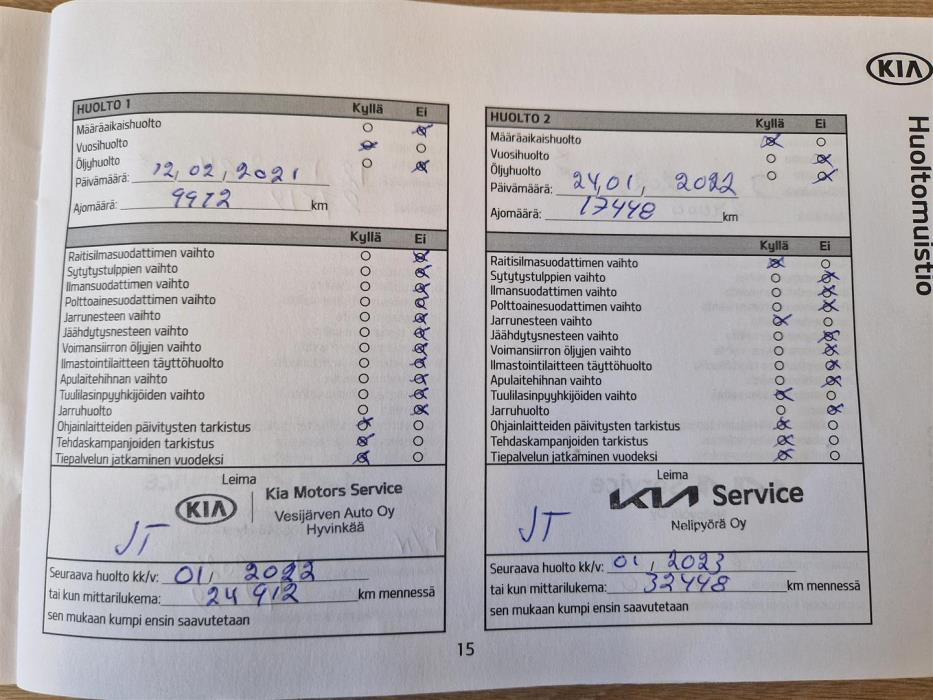 KIA
Huoltomuistio
HUOLTO 1 Kyllä Ei
Määräaikaishuolto
Vuosihuolto
Öljyhuolto
Päivämäärä: 12,02,2021
Ajomäärä: 9912 km
Kyllä Ei
Raitisilmasuodattimen vaihto
Sytytystulppien vaihto
Ilmansuodattimen vaihto
Polttoainesuodattimen vaihto
Jarrunesteen vaihto
Jäähdytysnesteen vaihto
Voimansiirron öljyjen vaihto
Ilmastointilaitteen täyttöhuolto
Apulaitehihnan vaihto
Tuulilasinpyyhkijöiden vaihto
Jarruhuolto
Ohjainlaitteiden päivitysten tarkistus
Tehdaskampanjoiden tarkistus
Tiepalvelun jatkaminen vuodeksi
Leima
KIA Kia Motors Service
Vesijärven Auto Oy
Hyvinkää
JT
Seuraava huolto kk/v: 01, 2022
tai kun mittarilukema: 24 912 km mennessä
sen mukaan kumpi ensin saavutetaan
HUOLTO 2 Kyllä Ei
Määräaikaishuolto
Vuosihuolto
Öljyhuolto
Päivämäärä: 24,01, 2022
Ajomäärä: 17448 km
Kyllä Ei
Raitisilmasuodattimen vaihto
Sytytystulppien vaihto
Ilmansuodattimen vaihto
Polttoainesuodattimen vaihto
Jarrunesteen vaihto
Jäähdytysnesteen vaihto
Voimansiirron öljyjen vaihto
Ilmastointilaitteen täyttöhuolto
Apulaitehihnan vaihto
Tuulilasinpyyhkijöiden vaihto
Jarruhuolto
Ohjainlaitteiden päivitysten tarkistus
Tehdaskampanjoiden tarkistus
Tiepalvelun jatkaminen vuodeksi
Leima
KIA Service
Nelipyörä Oy
JT
Seuraava huolto kk/v: 01, 2023
tai kun mittarilukema: 32448 km mennessä
sen mukaan kumpi ensin saavutetaan
15